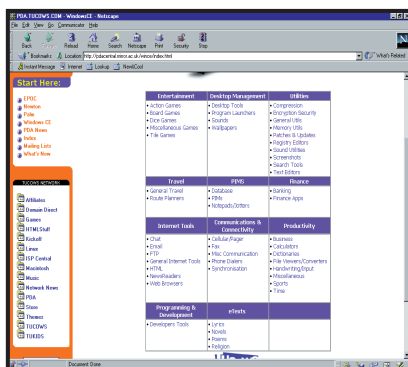 PDA.TUCOWS.COM - WindowsCE - Netscape
File Edit View Go Communicator Help
Back Reload Home Search Netscape Print Security Stop
Bookmarks Location: http://pdacentral.mirror.ac.uk/wince/index.html What's Related
Instant Message Internet Lookup New&Cool
Start Here:
EPOC
Newton
Palm
Windows CE
PDA News
Index
Mailing Lists
What's New
TUCOWS NETWORK
Affiliates
Domain Direct
Games
HTMLStuff
Kickoff
Linux
ISP Central
Macintosh
Music
Network News
PDA
Store
Themes
TUCOWS
TUKIDS
Entertainment
• Action Games
• Board Games
• Dice Games
• Miscellaneous Games
• Tile Games
Desktop Management
• Desktop Tools
• Program Launchers
• Sounds
• Wallpapers
Utilities
• Compression
• Encryption Security
• General Utils
• Memory Utils
• Patches & Updates
• Registry Editors
• Sound Utilities
• Screenshots
• Search Tools
• Text Editors
Travel
• General Travel
• Route Planners
PIMS
• Database
• PIMs
• Notepads/Jotters
Finance
• Banking
• Finance Apps
Internet Tools
• Chat
• Email
• FTP
• General Internet Tools
• HTML
• NewsReaders
• Web Browsers
Communications &
Connectivity
• Cellular/Pager
• Fax
• Misc Communication
• Phone Dialers
• Synchronisation
Productivity
• Business
• Calculators
• Dictionaries
• File Viewers/Converters
• Handwriting/Input
• Miscellaneous
• Sports
• Time
Programming &
Development
• Developers Tools
eTexts
• Lyrics
• Novels
• Poems
• Religion
Document: Done